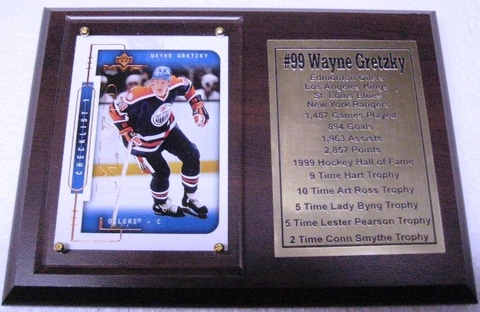 WAYNE GRETZKY
CHECKLIST 1
OILERS® - C
#99 Wayne Gretzky
Edmonton Oilers
Los Angeles Kings
St. Louis Blues
New York Rangers
1,487 Games Played
894 Goals
1,963 Assists
2,857 Points
1999 Hockey Hall of Fame
9 Time Hart Trophy
10 Time Art Ross Trophy
5 Time Lady Byng Trophy
5 Time Lester Pearson Trophy
2 Time Conn Smythe Trophy